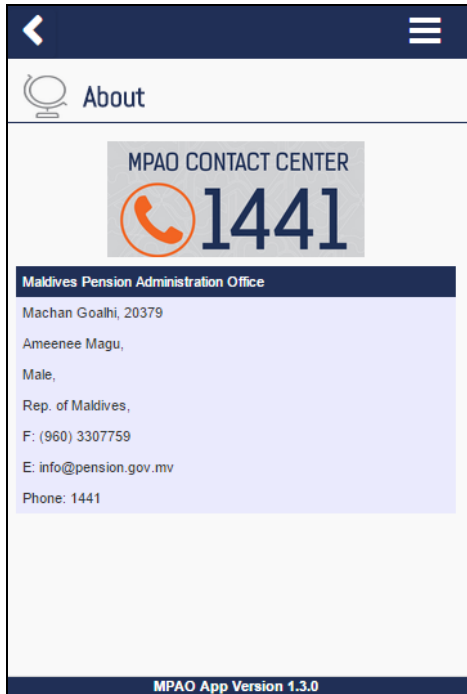 About
MPAO CONTACT CENTER
1441
Maldives Pension Administration Office
Machan Goalhi, 20379
Ameenee Magu,
Male,
Rep. of Maldives,
F: (960) 3307759
E: info@pension.gov.mv
Phone: 1441
MPAO App Version 1.3.0